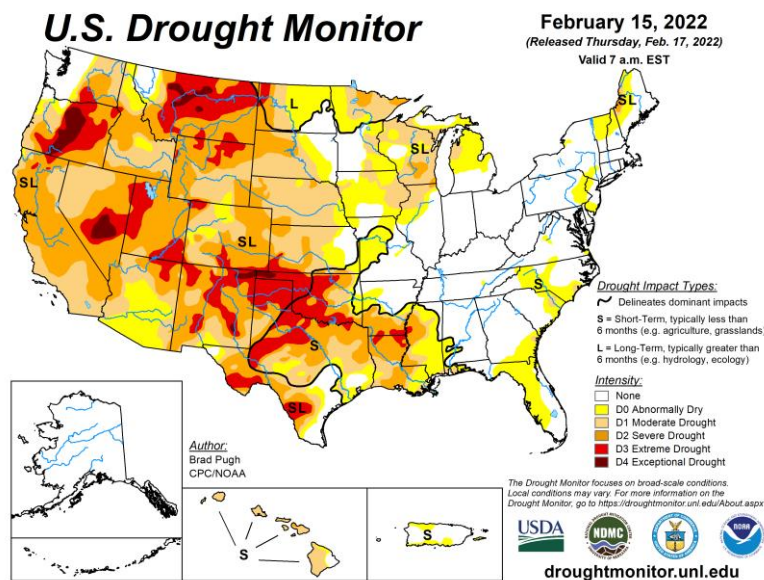 U.S. Drought Monitor
February 15, 2022
(Released Thursday, Feb. 17, 2022)
Valid 7 a.m. EST
L
SL
SL
SL
SL
S
S
SL
Drought Impact Types:
Delineates dominant impacts
S = Short-Term, typically less than
6 months (e.g. agriculture, grasslands)
L = Long-Term, typically greater than
6 months (e.g. hydrology, ecology)
Intensity:
None
D0 Abnormally Dry
D1 Moderate Drought
D2 Severe Drought
D3 Extreme Drought
D4 Exceptional Drought
Author:
Brad Pugh
CPC/NOAA
S
S
The Drought Monitor focuses on broad-scale conditions.
Local conditions may vary. For more information on the
Drought Monitor, go to https://droughtmonitor.unl.edu/About.aspx
USDA
NDMC
NOAA
droughtmonitor.unl.edu